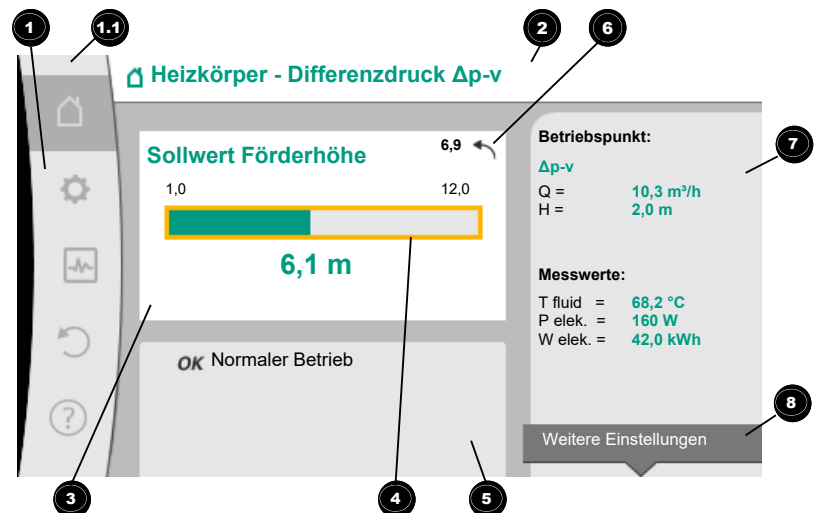 1
1.1
2
6
Heizkörper - Differenzdruck Δp-v
Sollwert Förderhöhe
6,9
1,0
12,0
6,1 m
OK Normaler Betrieb
Betriebspunkt:
7
Δp-v
Q = 10,3 m³/h
H = 2,0 m
Messwerte:
T fluid = 68,2 °C
P elek. = 160 W
W elek. = 42,0 kWh
8
Weitere Einstellungen
?
3
4
5